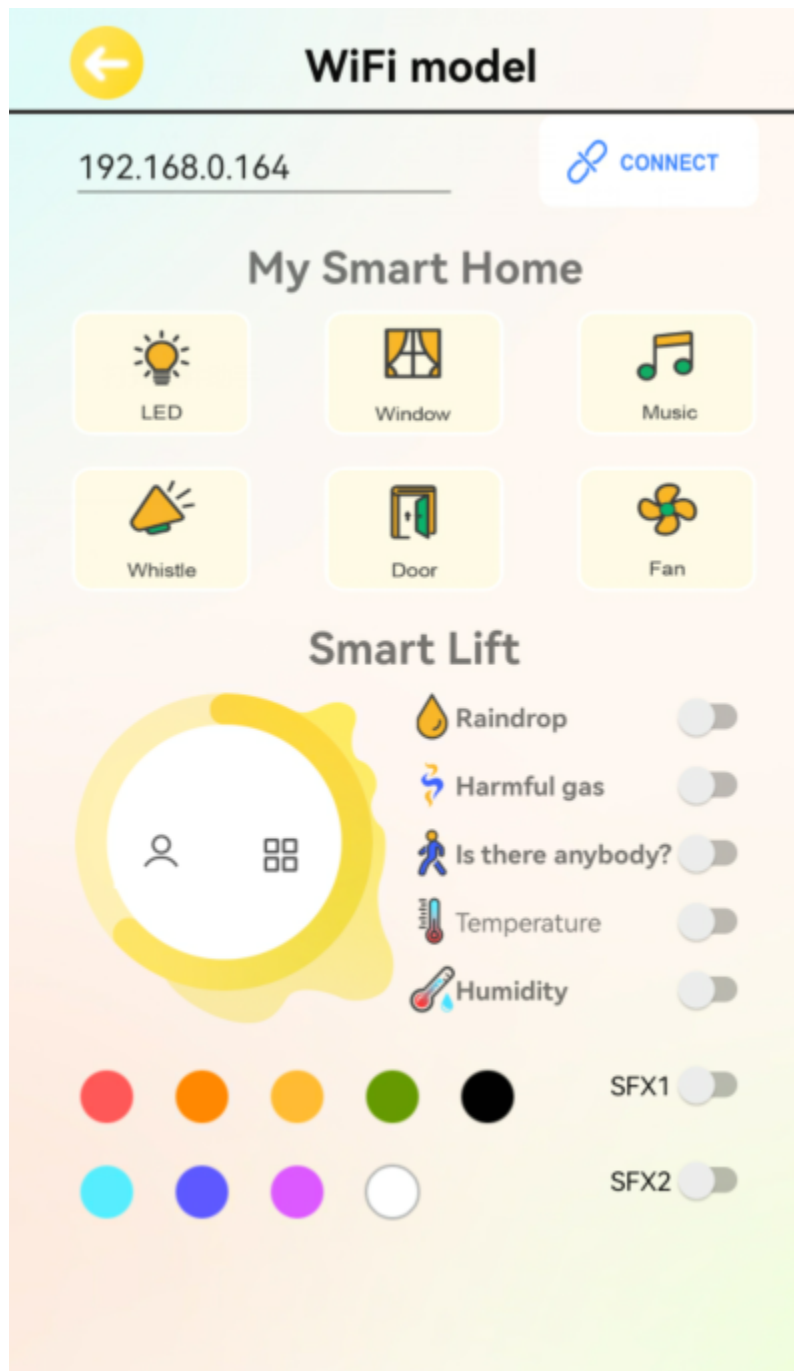 WiFi model
192.168.0.164
CONNECT
My Smart Home
LED
Window
Music
Whistle
Door
Fan
Smart Lift
Raindrop
Harmful gas
Is there anybody?
Temperature
Humidity
SFX1
SFX2